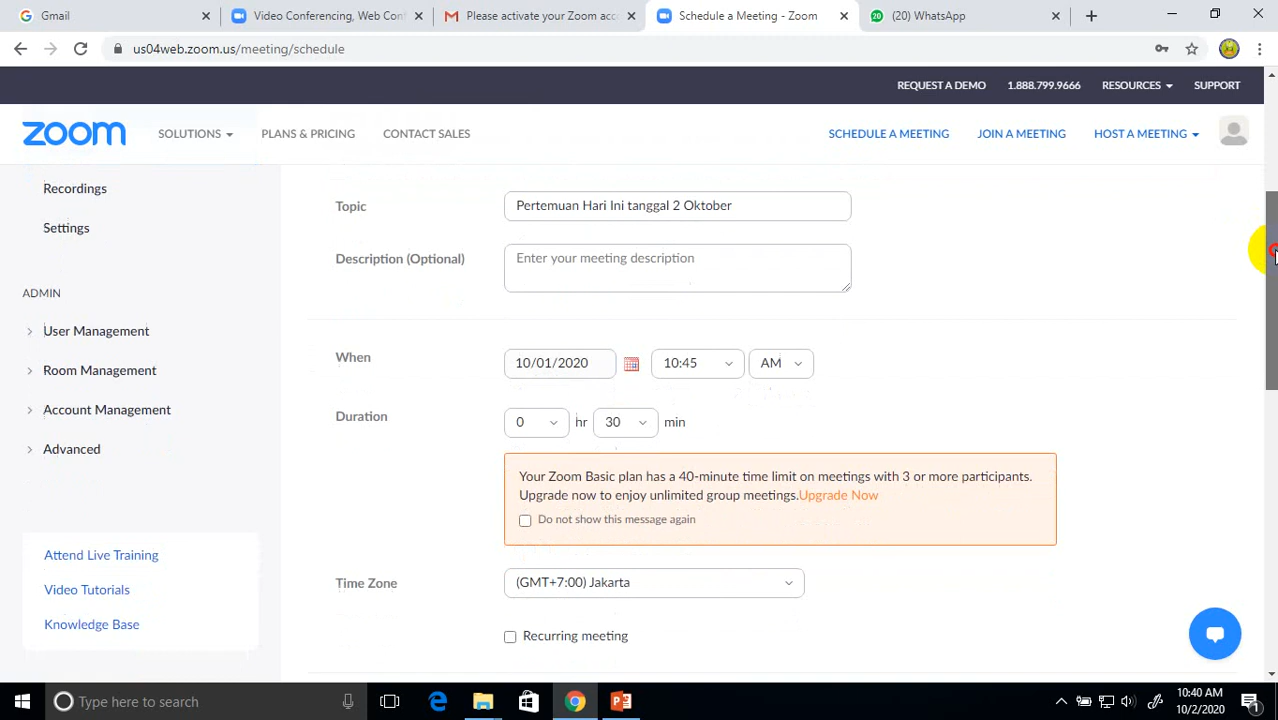 Gmail
Video Conferencing, Web Con
Please activate your Zoom acc
Schedule a Meeting - Zoom
(20) WhatsApp
us04web.zoom.us/meeting/schedule
REQUEST A DEMO 1.888.799.9666 RESOURCES SUPPORT
zoom SOLUTIONS PLANS & PRICING CONTACT SALES SCHEDULE A MEETING JOIN A MEETING HOST A MEETING
Recordings
Settings
ADMIN
User Management
Room Management
Account Management
Advanced
Attend Live Training
Video Tutorials
Knowledge Base
Topic Pertemuan Hari Ini tanggal 2 Oktober
Description (Optional) Enter your meeting description
When 10/01/2020 10:45 AM
Duration 0 hr 30 min
Your Zoom Basic plan has a 40-minute time limit on meetings with 3 or more participants.
Upgrade now to enjoy unlimited group meetings.Upgrade Now
Do not show this message again
Time Zone (GMT+7:00) Jakarta
Recurring meeting
Type here to search
10:40 AM
10/2/2020
1